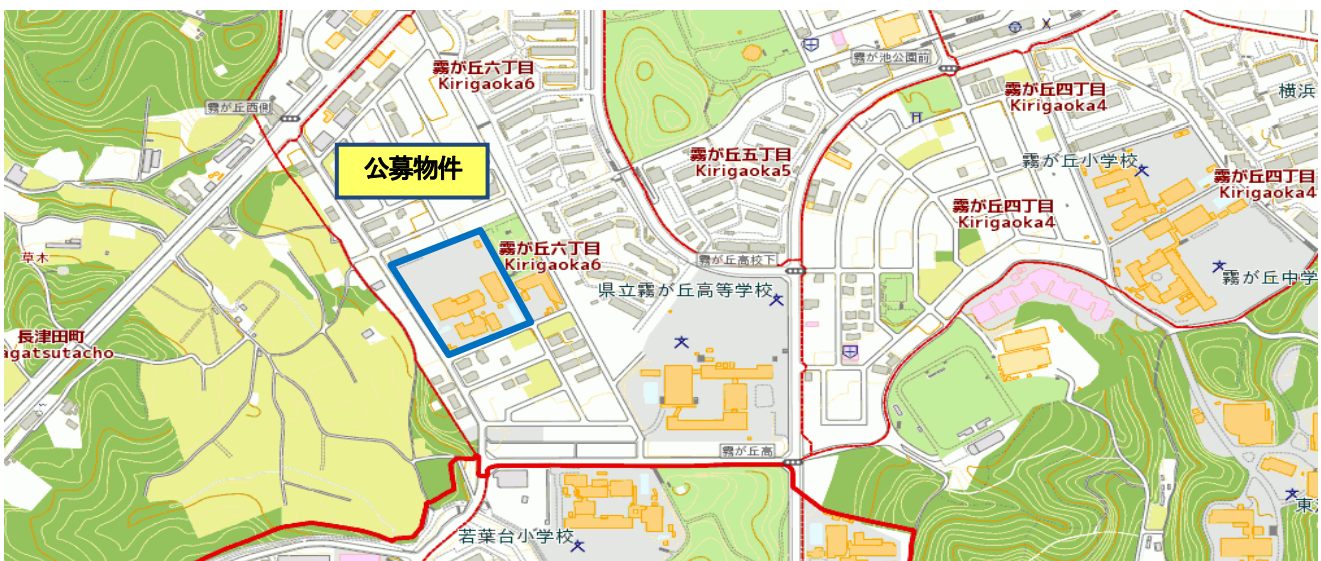 霧が丘六丁目
Kirigaoka6
霧が池公園前
霧が丘四丁目
Kirigaoka4
横浜
霧が丘西側
公募物件
霧が丘五丁目
Kirigaoka5
霧が丘小学校
霧が丘四丁目
Kirigaoka4
霧が丘四丁目
Kirigaoka4
草木
霧が丘六丁目
Kirigaoka6
霧が丘高校下
霧が丘中学
県立霧が丘高等学校
長津田町
agatsutacho
霧が丘高
若葉台小学校